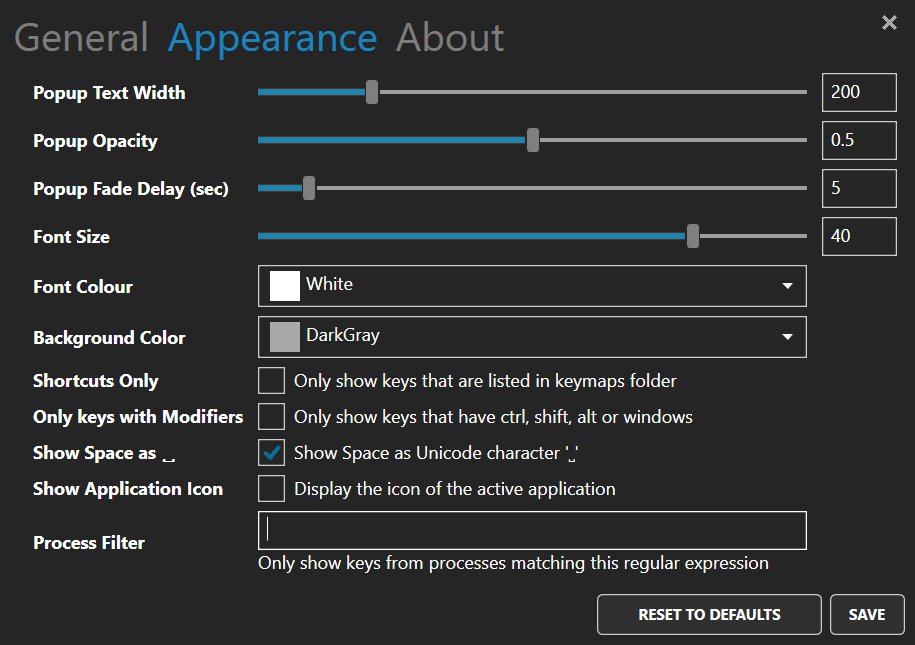 General Appearance About
Popup Text Width 200
Popup Opacity 0.5
Popup Fade Delay (sec) 5
Font Size 40
Font Colour White
Background Color DarkGray
Shortcuts Only Only show keys that are listed in keymaps folder
Only keys with Modifiers Only show keys that have ctrl, shift, alt or windows
Show Space as ␣ Show Space as Unicode character '␣'
Show Application Icon Display the icon of the active application
Process Filter
Only show keys from processes matching this regular expression
RESET TO DEFAULTS SAVE